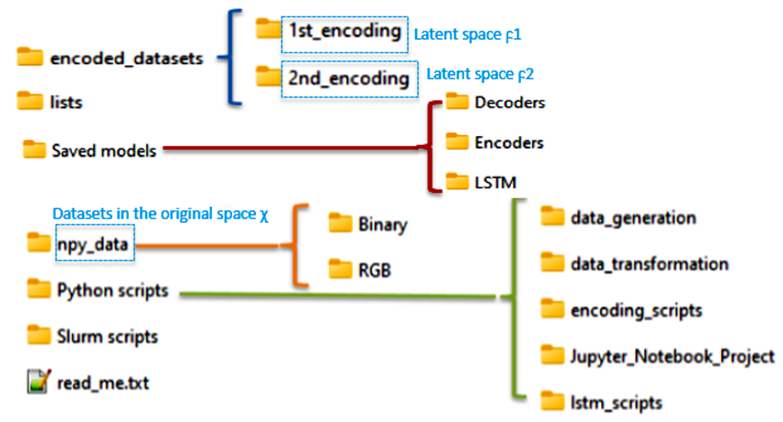 1st_encoding Latent space ϝ1
encoded_datasets
2nd_encoding Latent space ϝ2
lists
Decoders
Saved models
Encoders
LSTM
Datasets in the original space χ
data_generation
npy_data
Binary
data_transformation
RGB
Python scripts
encoding_scripts
Slurm scripts
Jupyter_Notebook_Project
read_me.txt
lstm_scripts